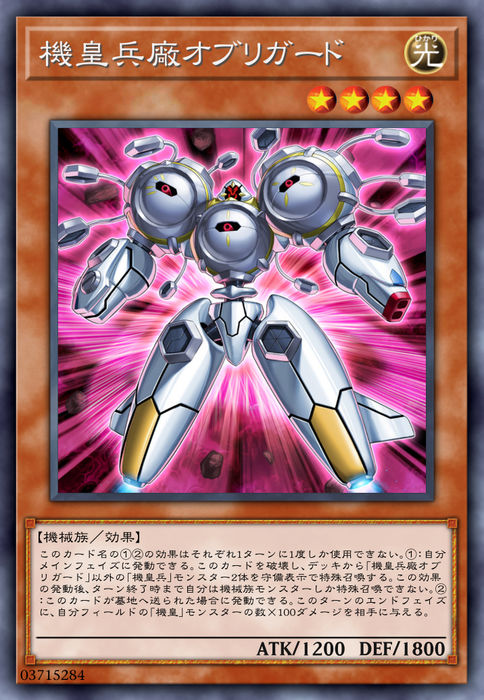 機皇兵廠オブリガード
ひかり
光
【機械族／効果】
このカード名の①②の効果はそれぞれ1ターンに1度しか使用できない。①：自分
メインフェイズに発動できる。このカードを破壊し、デッキから「機皇兵廠オブ
リガード」以外の「機皇兵」モンスター2体を守備表示で特殊召喚する。この効果
の発動後、ターン終了時まで自分は機械族モンスターしか特殊召喚できない。②
：このカードが墓地へ送られた場合に発動できる。このターンのエンドフェイズ
に、自分フィールドの「機皇」モンスターの数×100ダメージを相手に与える。
ATK/1200 DEF/1800
03715284